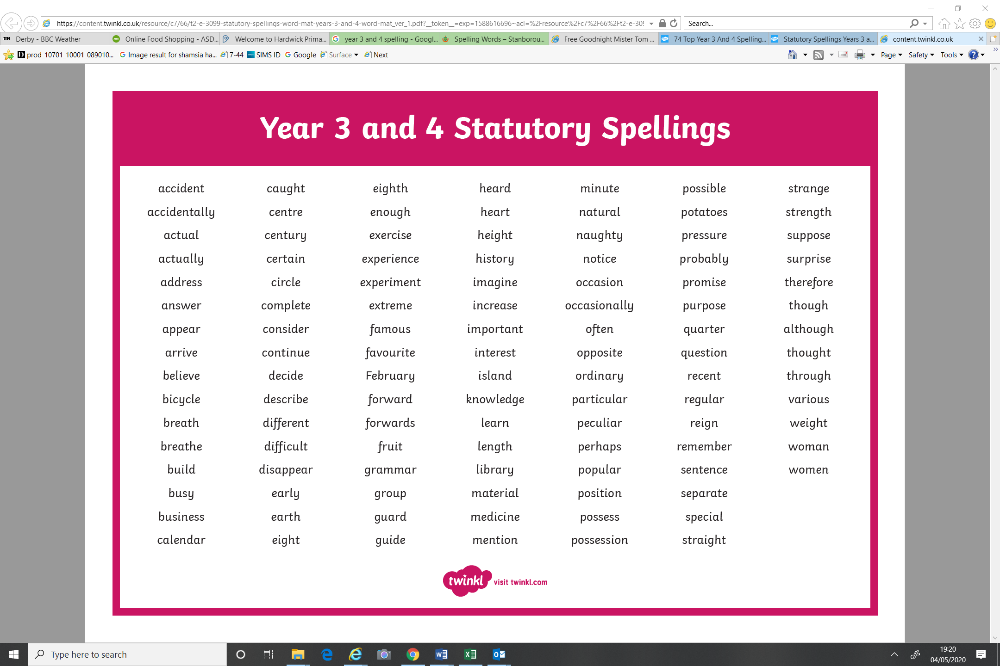 https://content.twinkl.co.uk/resource/c7/66/t2-e-3099-statutory-spellings-word-mat-years-3-and-4-word-mat_ver_1.pdf?__token__=exp=1588616696~acl=%2Fresource%2Fc7%2F66%2Ft2-e-309 Search...
BBC Derby - BBC Weather Online Food Shopping - ASD... Welcome to Hardwick Prima... year 3 and 4 spelling - Googl... Spelling Words – Stanborou... Free Goodnight Mister Tom ... 74 Top Year 3 And 4 Spelling... Statutory Spellings Years 3 a... content.twinkl.co.uk
prod_10701_10001_089010... Image result for shamsia ha... 7-44 SIMS ID Google Surface Next Page Safety Tools
Year 3 and 4 Statutory Spellings
accident caught eighth heard minute possible strange
accidentally centre enough heart natural potatoes strength
actual century exercise height naughty pressure suppose
actually certain experience history notice probably surprise
address circle experiment imagine occasion promise therefore
answer complete extreme increase occasionally purpose though
appear consider famous important often quarter although
arrive continue favourite interest opposite question thought
believe decide February island ordinary recent through
bicycle describe forward knowledge particular regular various
breath different forwards learn peculiar reign weight
breathe difficult fruit length perhaps remember woman
build disappear grammar library popular sentence women
busy early group material position separate
business earth guard medicine possess special
calendar eight guide mention possession straight
twinkl visit twinkl.com
Type here to search
19:20
04/05/2020